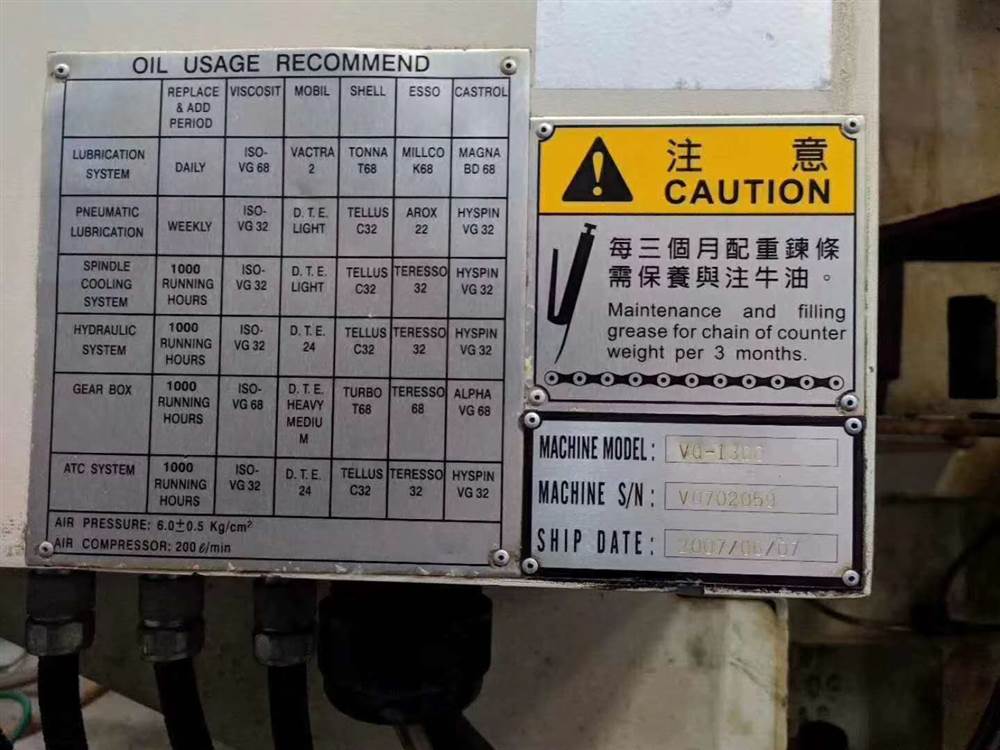 OIL USAGE RECOMMEND
REPLACE & ADD PERIOD VISCOSIT MOBIL SHELL ESSO CASTROL
LUBRICATION SYSTEM DAILY ISO-VG 68 VACTRA 2 TONNA T68 MILLCO K68 MAGNA BD 68
PNEUMATIC LUBRICATION WEEKLY ISO-VG 32 D. T. E. LIGHT TELLUS C32 AROX 22 HYSPIN VG 32
SPINDLE COOLING SYSTEM 1000 RUNNING HOURS ISO-VG 32 D. T. E. LIGHT TELLUS C32 TERESSO 32 HYSPIN VG 32
HYDRAULIC SYSTEM 1000 RUNNING HOURS ISO-VG 32 D. T. E. 24 TELLUS C32 TERESSO 32 HYSPIN VG 32
GEAR BOX 1000 RUNNING HOURS ISO-VG 68 D. T. E. HEAVY MEDIU M TURBO T68 TERESSO 68 ALPHA VG 68
ATC SYSTEM 1000 RUNNING HOURS ISO-VG 32 D. T. E. 24 TELLUS C32 TERESSO 32 HYSPIN VG 32
AIR PRESSURE: 6.0±0.5 Kg/cm²
AIR COMPRESSOR: 200ℓ/min
注 意
CAUTION
每三個月配重鍊條
需保養與注牛油。
Maintenance and filling
grease for chain of counter
weight per 3 months.
MACHINE MODEL:
MACHINE S/N: V0702059
SHIP DATE: 2007/06/07